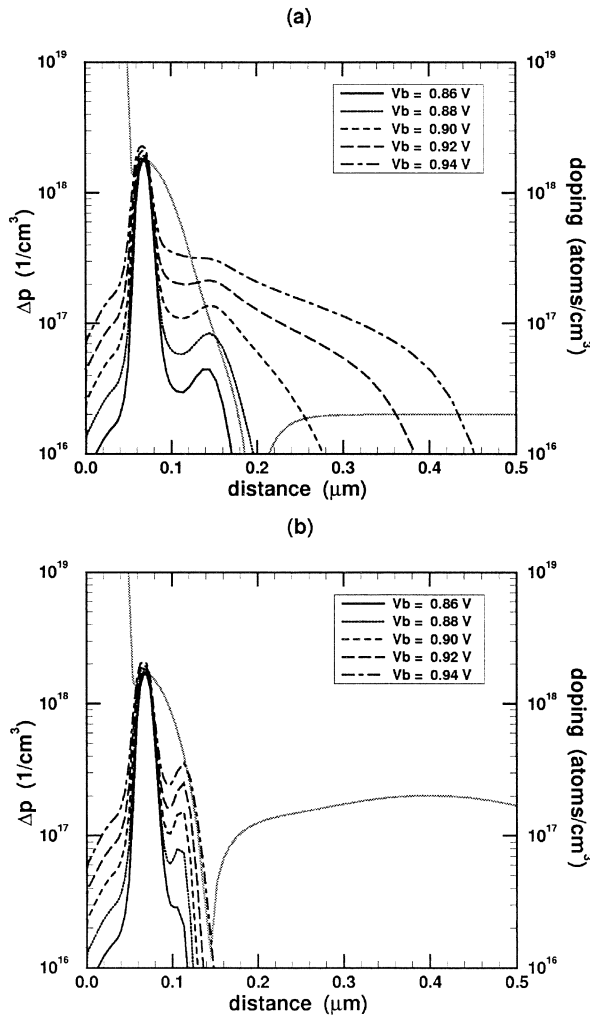 (a)
10^19
10^18
10^17
10^16
Δp (1/cm^3)
Vb = 0.86 V
Vb = 0.88 V
Vb = 0.90 V
Vb = 0.92 V
Vb = 0.94 V
10^19
10^18
10^17
10^16
doping (atoms/cm^3)
0.0 0.1 0.2 0.3 0.4 0.5
distance (μm)
(b)
10^19
10^18
10^17
10^16
Δp (1/cm^3)
Vb = 0.86 V
Vb = 0.88 V
Vb = 0.90 V
Vb = 0.92 V
Vb = 0.94 V
10^19
10^18
10^17
10^16
doping (atoms/cm^3)
0.0 0.1 0.2 0.3 0.4 0.5
distance (μm)